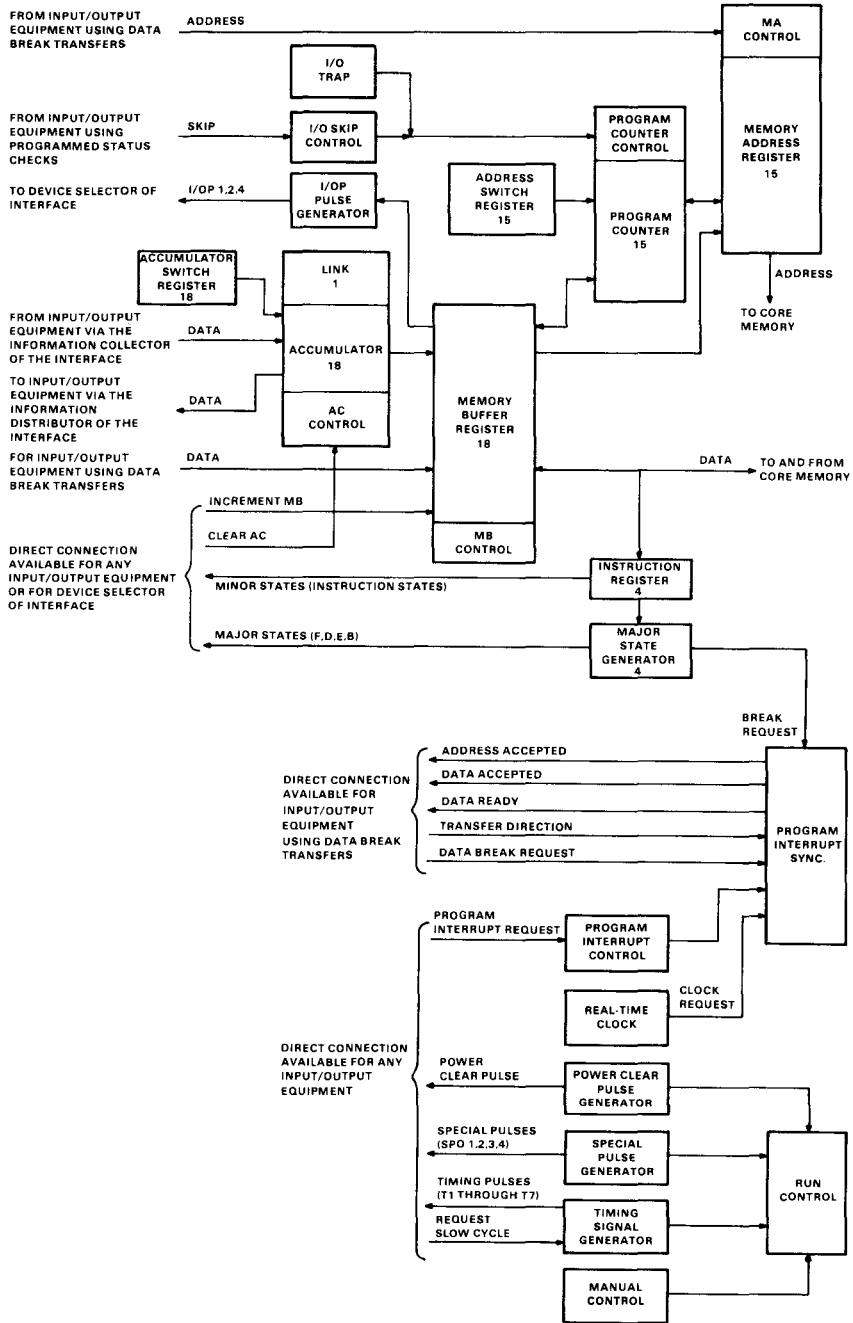 FROM INPUT/OUTPUT
EQUIPMENT USING DATA
BREAK TRANSFERS
ADDRESS
MA
CONTROL
I/O
TRAP
FROM INPUT/OUTPUT
EQUIPMENT USING
PROGRAMMED STATUS
CHECKS
SKIP
I/O SKIP
CONTROL
PROGRAM
COUNTER
CONTROL
MEMORY
ADDRESS
REGISTER
15
TO DEVICE SELECTOR OF
INTERFACE
I/OP 1,2.4
I/OP
PULSE
GENERATOR
ADDRESS
SWITCH
REGISTER
15
PROGRAM
COUNTER
15
ACCUMULATOR
SWITCH
REGISTER
18
LINK
1
ADDRESS
TO CORE
MEMORY
FROM INPUT/OUTPUT
EQUIPMENT VIA THE
INFORMATION COLLECTOR
OF THE INTERFACE
DATA
ACCUMULATOR
18
TO INPUT/OUTPUT
EQUIPMENT VIA THE
INFORMATION
DISTRIBUTOR OF THE
INTERFACE
DATA
AC
CONTROL
MEMORY
BUFFER
REGISTER
18
FOR INPUT/OUTPUT
EQUIPMENT USING DATA
BREAK TRANSFERS
DATA
DATA
TO AND FROM
CORE MEMORY
INCREMENT MB
CLEAR AC
MB
CONTROL
DIRECT CONNECTION
AVAILABLE FOR ANY
INPUT/OUTPUT EQUIPMENT
OR FOR DEVICE SELECTOR
OF INTERFACE
MINOR STATES (INSTRUCTION STATES)
INSTRUCTION
REGISTER
4
MAJOR STATES (F,D,E,B)
MAJOR
STATE
GENERATOR
4
BREAK
REQUEST
DIRECT CONNECTION
AVAILABLE FOR
INPUT/OUTPUT
EQUIPMENT
USING DATA BREAK
TRANSFERS
ADDRESS ACCEPTED
DATA ACCEPTED
DATA READY
TRANSFER DIRECTION
DATA BREAK REQUEST
PROGRAM
INTERRUPT
SYNC.
PROGRAM
INTERRUPT REQUEST
PROGRAM
INTERRUPT
CONTROL
REAL-TIME
CLOCK
CLOCK
REQUEST
DIRECT CONNECTION
AVAILABLE FOR ANY
INPUT/OUTPUT
EQUIPMENT
POWER
CLEAR PULSE
POWER CLEAR
PULSE
GENERATOR
SPECIAL PULSES
(SPO 1.2,3,4)
SPECIAL
PULSE
GENERATOR
RUN
CONTROL
TIMING PULSES
(T1 THROUGH T7)
REQUEST
SLOW CYCLE
TIMING
SIGNAL
GENERATOR
MANUAL
CONTROL